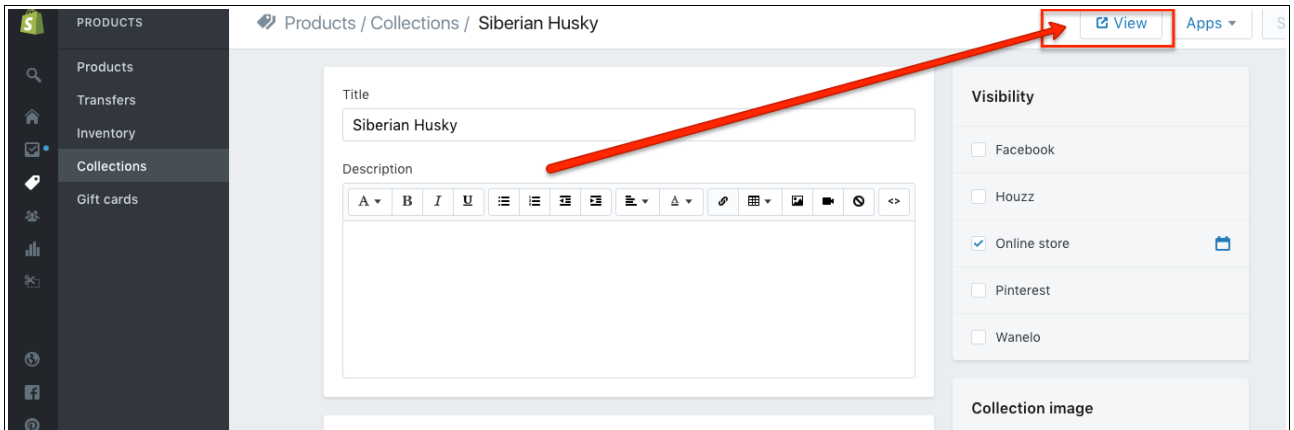 PRODUCTS
Products
Transfers
Inventory
Collections
Gift cards
Products / Collections / Siberian Husky
View
Apps
S
Title
Siberian Husky
Description
A B I U A <>
Visibility
Facebook
Houzz
Online store
Pinterest
Wanelo
Collection image